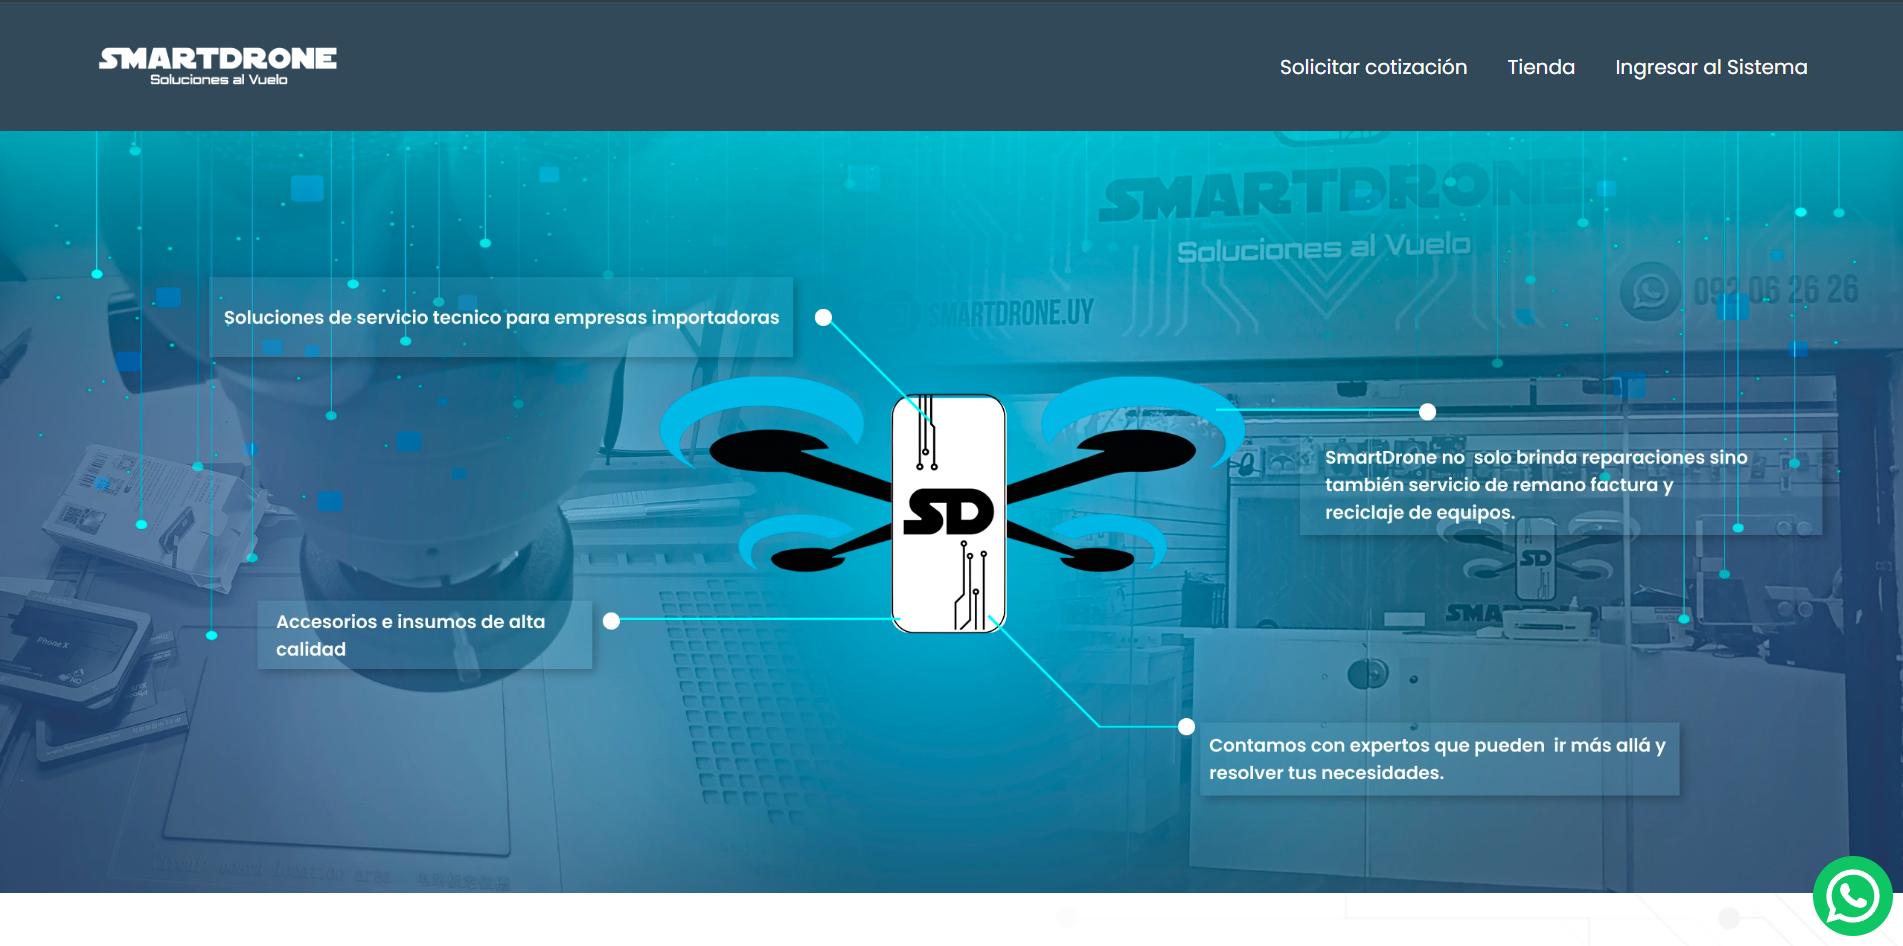 SMARTDRONE
Soluciones al Vuelo
Solicitar cotización
Tienda
Ingresar al Sistema
SMARTDRONE
Soluciones al Vuelo
092 06 26 26
SMARTDRONE.UY
Soluciones de servicio tecnico para empresas importadoras
SmartDrone no solo brinda reparaciones sino
también servicio de remano factura y
reciclaje de equipos.
SD
SD
SMARTDRONE
Accesorios e insumos de alta
calidad
Phone X
Contamos con expertos que pueden ir más allá y
resolver tus necesidades.